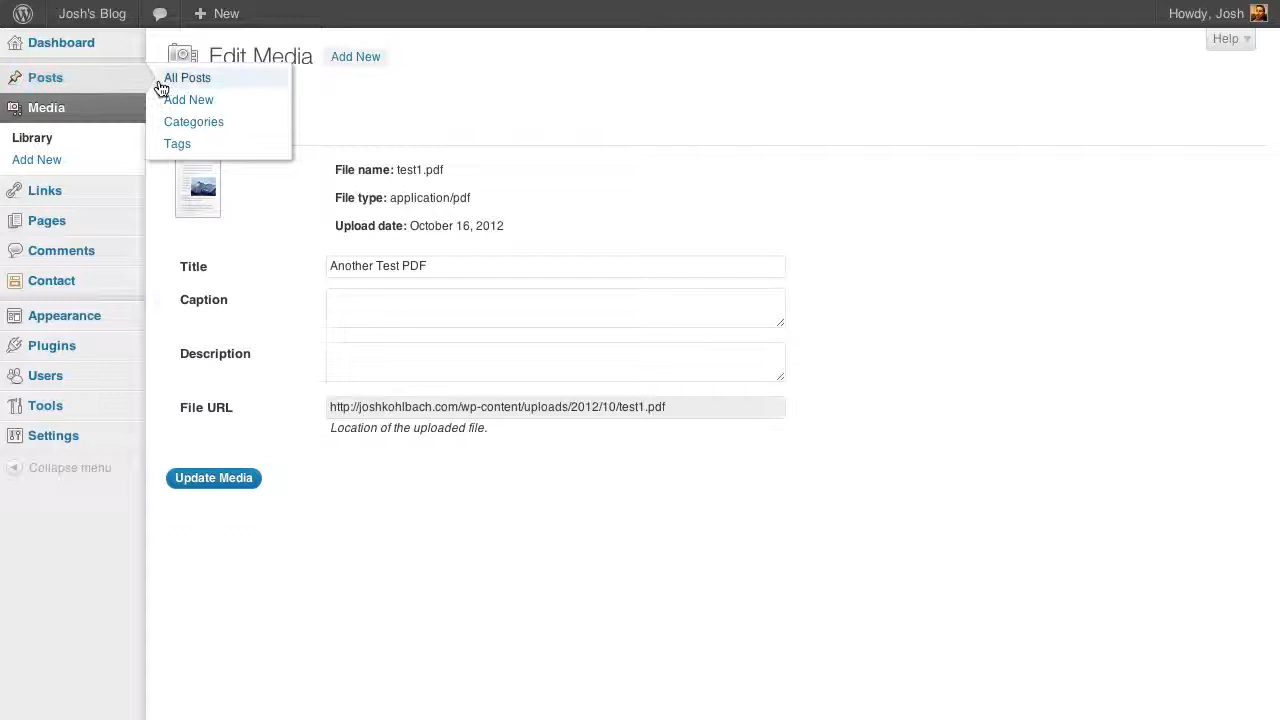 Josh's Blog
New
Howdy, Josh
Dashboard
Posts
Media
Library
Add New
Links
Pages
Comments
Contact
Appearance
Plugins
Users
Tools
Settings
Collapse menu
All Posts
Add New
Categories
Tags
Edit Media
Add New
Help
File name: test1.pdf
File type: application/pdf
Upload date: October 16, 2012
Title
Another Test PDF
Caption
Description
File URL
http://joshkohlbach.com/wp-content/uploads/2012/10/test1.pdf
Location of the uploaded file.
Update Media